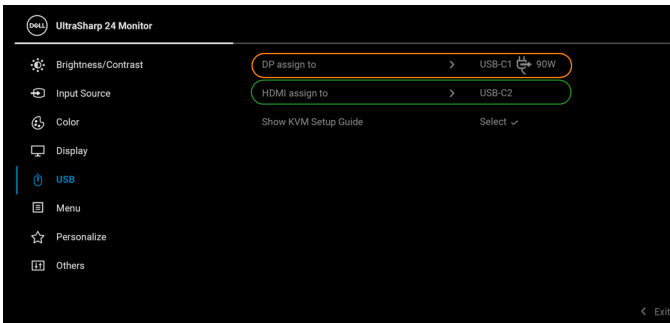 DELL UltraSharp 24 Monitor
Brightness/Contrast
DP assign to > USB-C1 90W
Input Source
HDMI assign to > USB-C2
Color
Show KVM Setup Guide Select ✓
Display
USB
Menu
Personalize
Others
< Exit